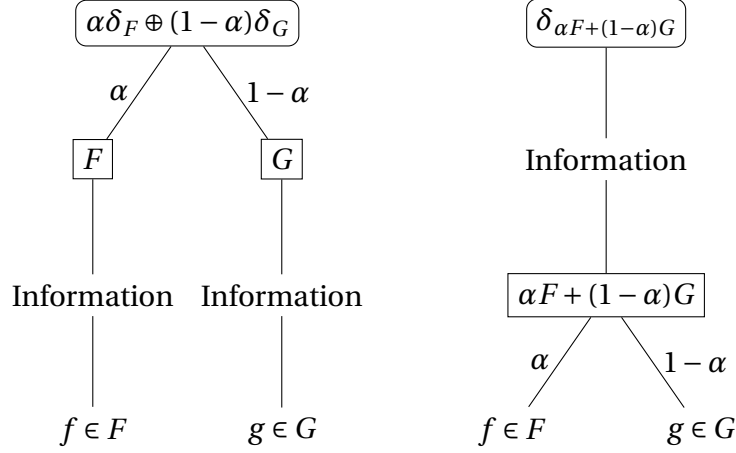 αδ_F ⊕ (1 − α)δ_G
δ_{αF+(1−α)G}
α
1 − α
F
G
Information
Information
Information
αF + (1 − α)G
α
1 − α
f ∈ F
g ∈ G
f ∈ F
g ∈ G